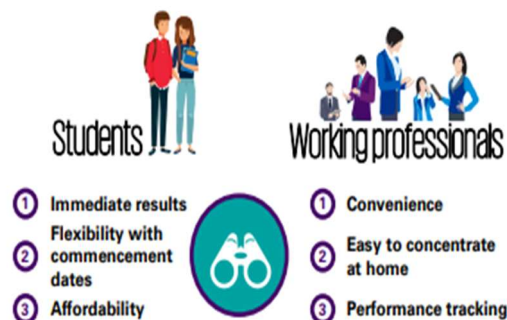 Students
1 Immediate results
2 Flexibility with
commencement
dates
3 Affordability
Working professionals
1 Convenience
2 Easy to concentrate
at home
3 Performance tracking